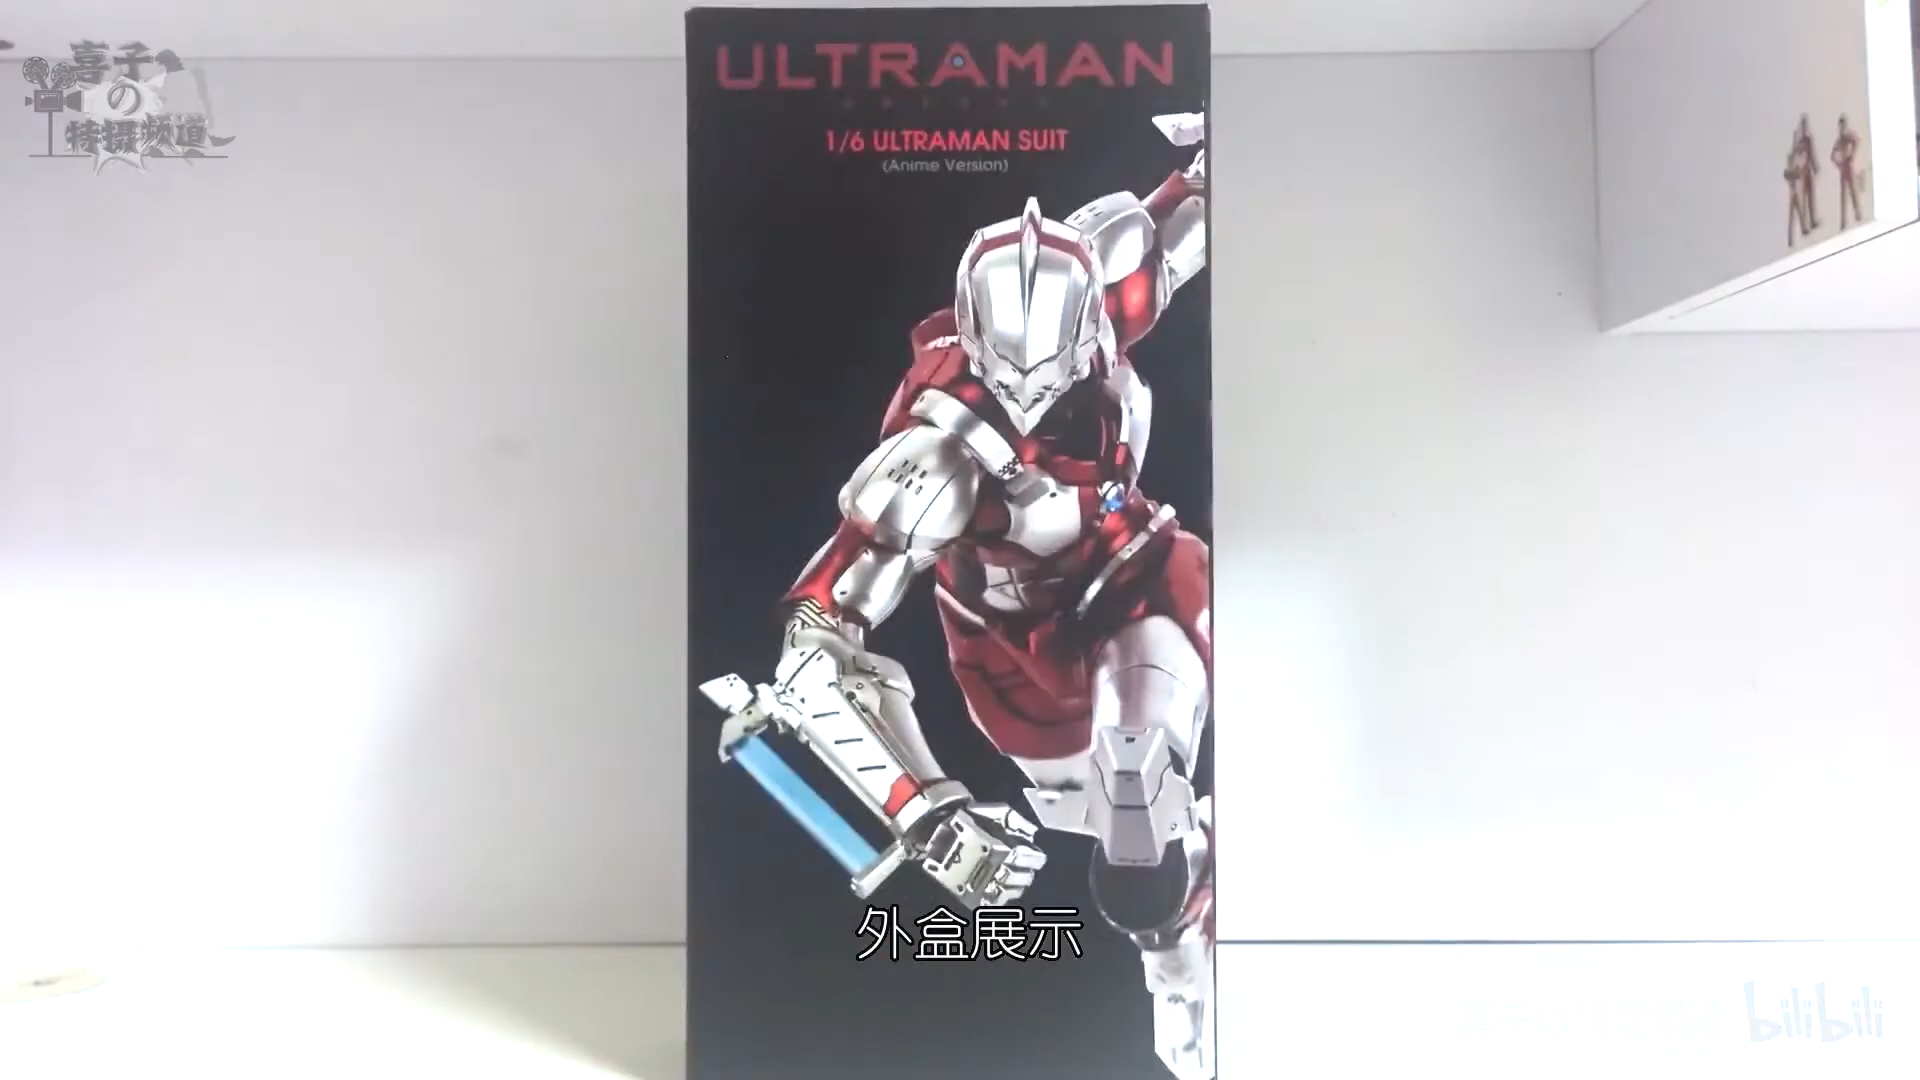 喜子
の
特摄频道
ULTRAMAN
1/6 ULTRAMAN SUIT
(Anime Version)
外盒展示
bilibili